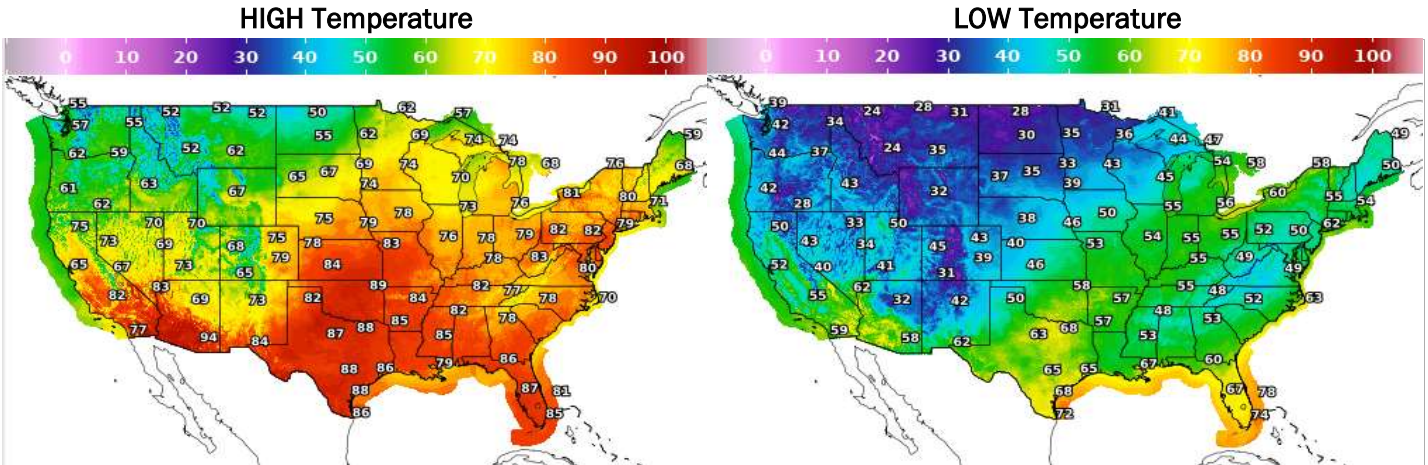 HIGH Temperature LOW Temperature
0 10 20 30 40 50 60 70 80 90 100 0 10 20 30 40 50 60 70 80 90 100
55 52 52 52 50 62 57 39 24 28 31 28 31 41
57 55 55 62 69 74 74 59 42 34 30 35 36 44 47 49
62 59 52 62 69 74 78 68 76 68 44 37 24 35 33 43 54 58 58 50
61 63 67 65 67 74 70 81 80 42 43 32 37 35 39 45 60 55
62 75 78 73 76 71 28 38 50 55 56 54
75 70 70 79 82 82 79 50 33 50 46 52 50 62
73 69 68 75 78 83 76 78 79 43 34 45 43 40 53 54 55 55
65 67 73 65 79 84 78 83 80 52 40 41 31 39 46 55 49 49
82 83 69 73 82 89 84 82 77 78 70 55 62 32 42 50 58 57 55 48 52 63
77 94 84 87 88 85 82 78 59 58 62 63 68 57 48 53
88 86 85 79 86 65 65 53 67 60
88 87 81 68 67 78
86 85 72 74